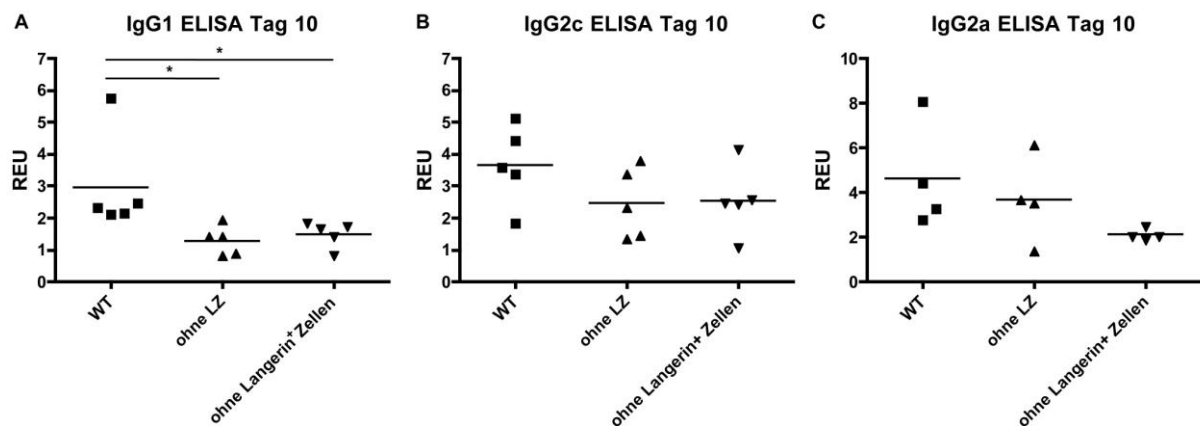 A
IgG1 ELISA Tag 10
REU
7
6
5
4
3
2
1
0
*
*
WT
ohne LZ
ohne Langerin⁺Zellen
B
IgG2c ELISA Tag 10
REU
7
6
5
4
3
2
1
0
WT
ohne LZ
ohne Langerin+ Zellen
C
IgG2a ELISA Tag 10
REU
10
8
6
4
2
0
WT
ohne LZ
ohne Langerin+ Zellen